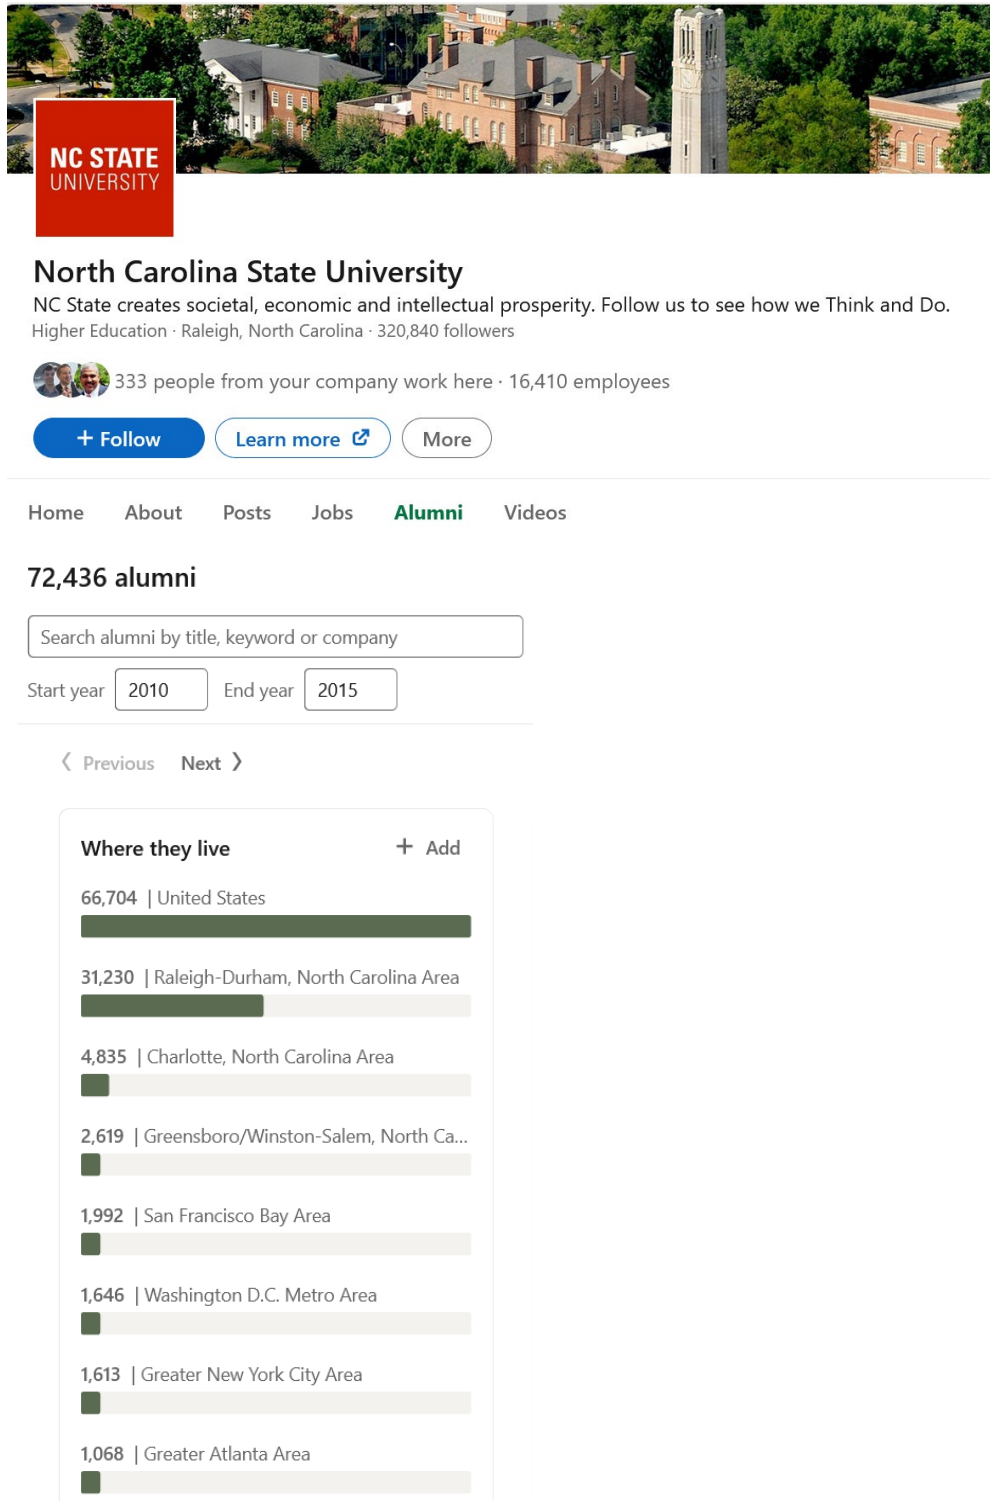 NC STATE
UNIVERSITY
North Carolina State University
NC State creates societal, economic and intellectual prosperity. Follow us to see how we Think and Do.
Higher Education · Raleigh, North Carolina · 320,840 followers
333 people from your company work here · 16,410 employees
+ Follow Learn more More
Home About Posts Jobs Alumni Videos
72,436 alumni
Search alumni by title, keyword or company
Start year 2010 End year 2015
Previous Next
Where they live + Add
66,704 | United States
31,230 | Raleigh-Durham, North Carolina Area
4,835 | Charlotte, North Carolina Area
2,619 | Greensboro/Winston-Salem, North Ca...
1,992 | San Francisco Bay Area
1,646 | Washington D.C. Metro Area
1,613 | Greater New York City Area
1,068 | Greater Atlanta Area